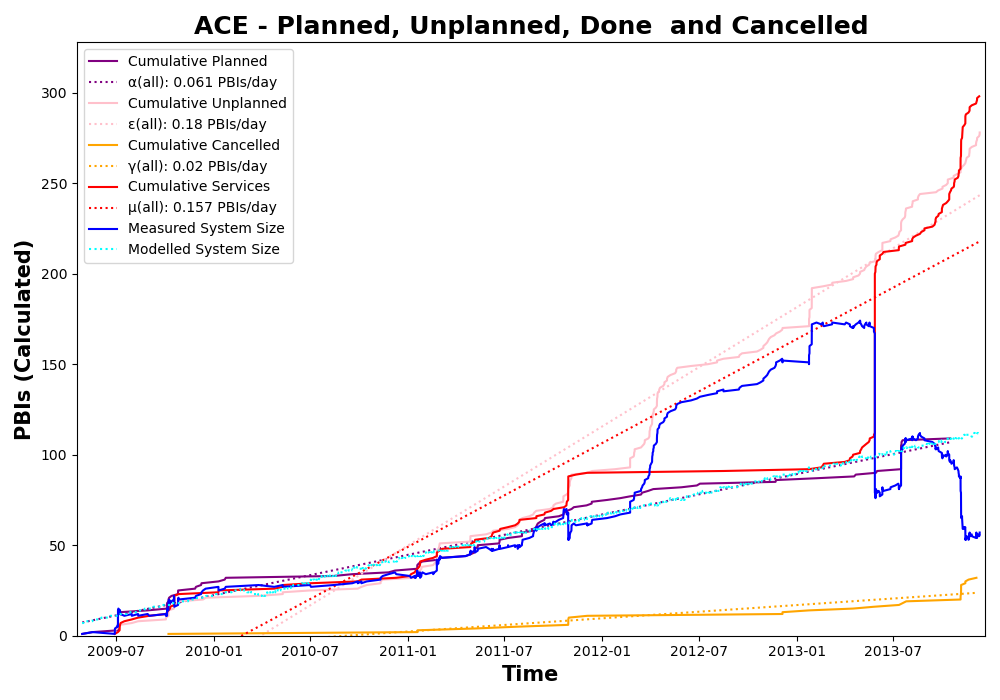 ACE - Planned, Unplanned, Done  and Cancelled
Cumulative Planned
α(all): 0.061 PBIs/day
Cumulative Unplanned
ε(all): 0.18 PBIs/day
Cumulative Cancelled
γ(all): 0.02 PBIs/day
Cumulative Services
μ(all): 0.157 PBIs/day
Measured System Size
Modelled System Size
PBIs (Calculated)
300
250
200
150
100
50
0
2009-07 2010-01 2010-07 2011-01 2011-07 2012-01 2012-07 2013-01 2013-07
Time